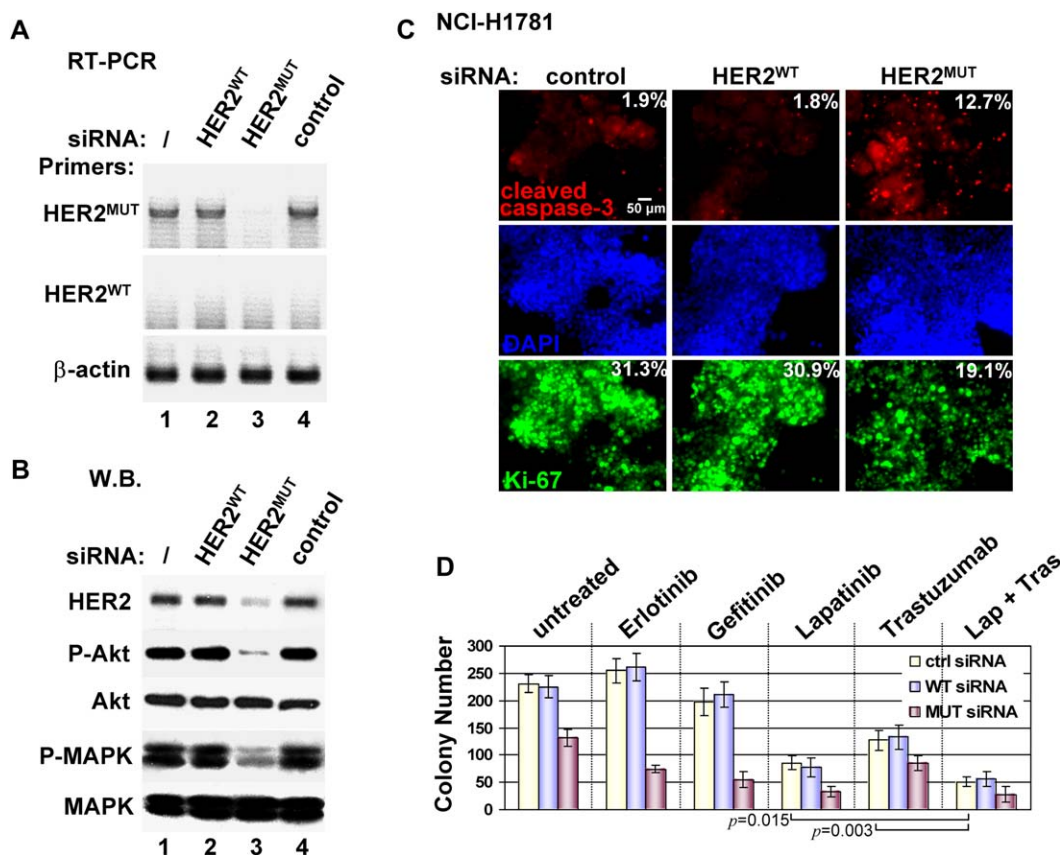 A
RT-PCR
siRNA: / HER2WT HER2MUT control
Primers:
HER2MUT
HER2WT
β-actin
1 2 3 4
B
W.B.
siRNA: / HER2WT HER2MUT control
HER2
P-Akt
Akt
P-MAPK
MAPK
1 2 3 4
C
NCI-H1781
siRNA: control HER2WT HER2MUT
1.9% 1.8% 12.7%
cleaved
caspase-3
50 µm
DAPI
31.3% 30.9% 19.1%
Ki-67
D
untreated Erlotinib Gefitinib Lapatinib Trastuzumab Lap + Tras
Colony Number
300
250
200
150
100
50
0
ctrl siRNA
WT siRNA
MUT siRNA
p=0.015
p=0.003